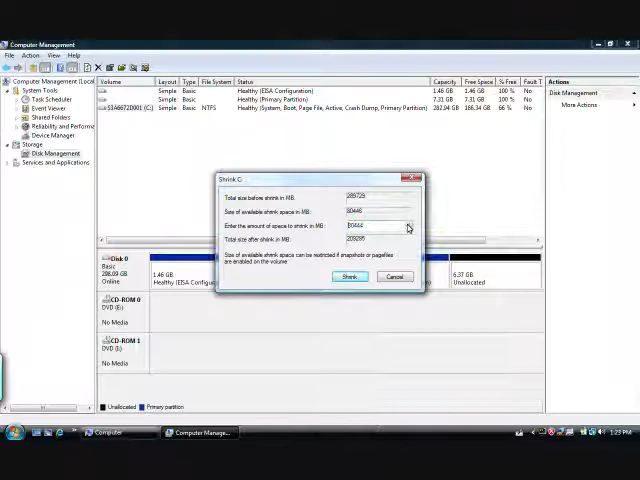 Computer Management
File Action View Help
Computer Management (Local
System Tools
Task Scheduler
Event Viewer
Shared Folders
Reliability and Performa
Device Manager
Storage
Disk Management
Services and Applications
Volume Layout Type File System Status Capacity Free Space % Free Fault T
Simple Basic Healthy (EISA Configuration) 1.46 GB 1.46 GB 100 % No
Simple Basic Healthy (Primary Partition) 7.31 GB 7.31 GB 100 % No
S3A6672D001 (C:) Simple Basic NTFS Healthy (System, Boot, Page File, Active, Crash Dump, Primary Partition) 282.94 GB 186.34 GB 66 % No
Actions
Disk Management
More Actions
Shrink C:
Total size before shrink in MB: 289729
Size of available shrink space in MB: 80446
Enter the amount of space to shrink in MB: 80444
Total size after shrink in MB: 209285
Size of available shrink space can be restricted if snapshots or pagefiles
are enabled on the volume
Shrink Cancel
Disk 0
Basic
298.09 GB
Online
1.46 GB
Healthy (EISA Configu
6.37 GB
Unallocated
CD-ROM 0
DVD (E:)
No Media
CD-ROM 1
DVD (I:)
No Media
Unallocated Primary partition
Computer
Computer Manage...
1:23 PM